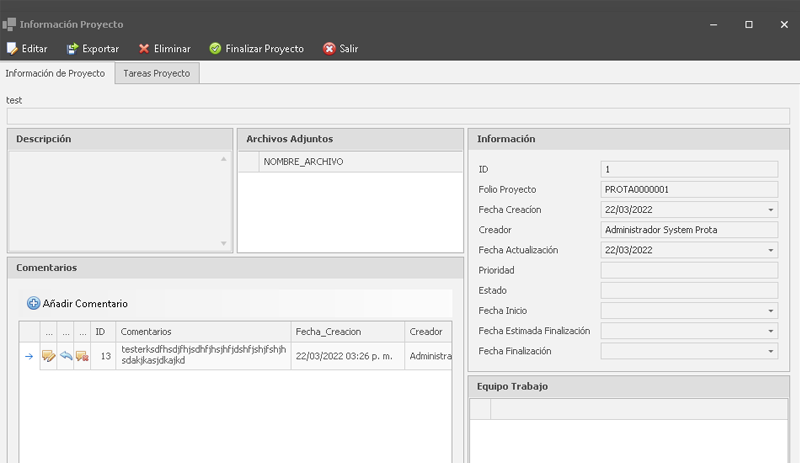 Información Proyecto
Editar Exportar Eliminar Finalizar Proyecto Salir
Información de Proyecto Tareas Proyecto
test
Descripción
Archivos Adjuntos
NOMBRE_ARCHIVO
Información
ID 1
Folio Proyecto PROTA0000001
Fecha Creacíon 22/03/2022
Creador Administrador System Prota
Fecha Actualización 22/03/2022
Prioridad
Estado
Fecha Inicio
Fecha Estimada Finalización
Fecha Finalización
Comentarios
Añadir Comentario
... ... ... ID Comentarios Fecha_Creacion Creador
13 testerksdfhsdjfhjsdhfjhsjhfjdshfjshjfshjh 22/03/2022 03:26 p. m. Administra
sdakjkasjdkajkd
Equipo Trabajo